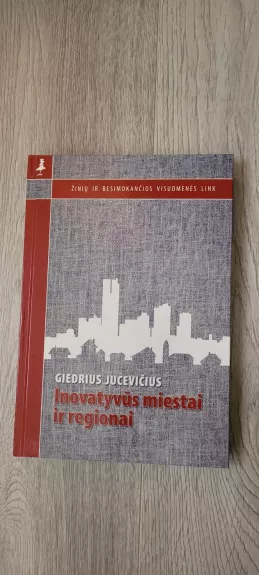 ŽINIŲ IR BESIMOKANČIOS VISUOMENĖS LINK
GIEDRIUS JUCEVIČIUS
Inovatyvūs miestai
ir regionai